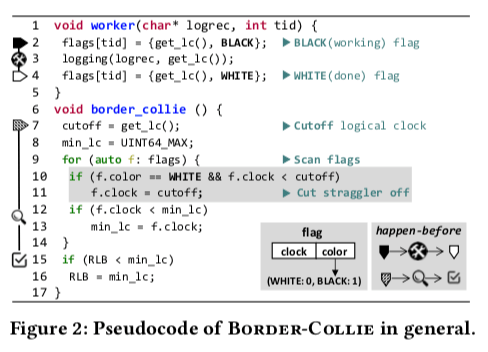 1 void worker(char* logrec, int tid) {
2 flags[tid] = {get_lc(), BLACK}; ▶ BLACK(working) flag
3 logging(logrec, get_lc());
4 flags[tid] = {get_lc(), WHITE}; ▶ WHITE(done) flag
5 }
6 void border_collie () {
7 cutoff = get_lc(); ▶ Cutoff logical clock
8 min_lc = UINT64_MAX;
9 for (auto f: flags) { ▶ Scan flags
10 if (f.color == WHITE && f.clock < cutoff)
11 f.clock = cutoff; ▶ Cut straggler off
12 if (f.clock < min_lc)
13 min_lc = f.clock;
14 }
15 if (RLB < min_lc)
16 RLB = min_lc;
17 }
flag
clock color
(WHITE: 0, BLACK: 1)
happen-before
Figure 2: Pseudocode of BORDER-COLLIE in general.